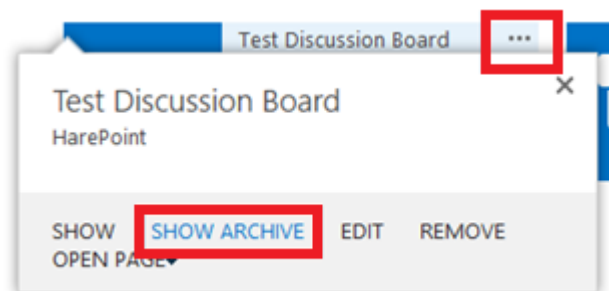 Test Discussion Board ...
Test Discussion Board
HarePoint
SHOW SHOW ARCHIVE EDIT REMOVE
OPEN PAGE